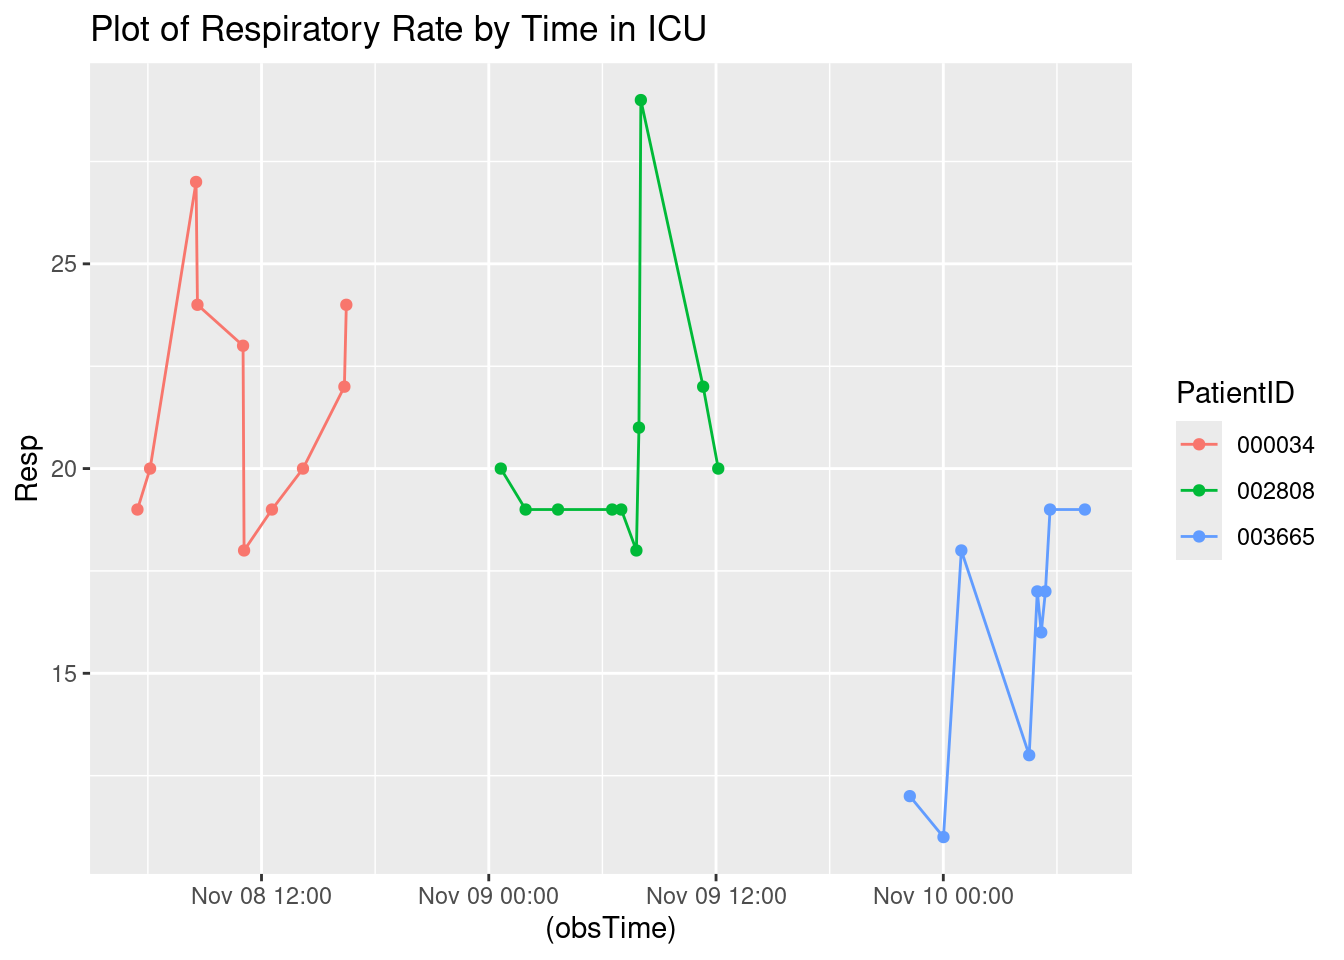 Plot of Respiratory Rate by Time in ICU
Resp
25
20
15
Nov 08 12:00
Nov 09 00:00
Nov 09 12:00
Nov 10 00:00
(obsTime)
PatientID
000034
002808
003665